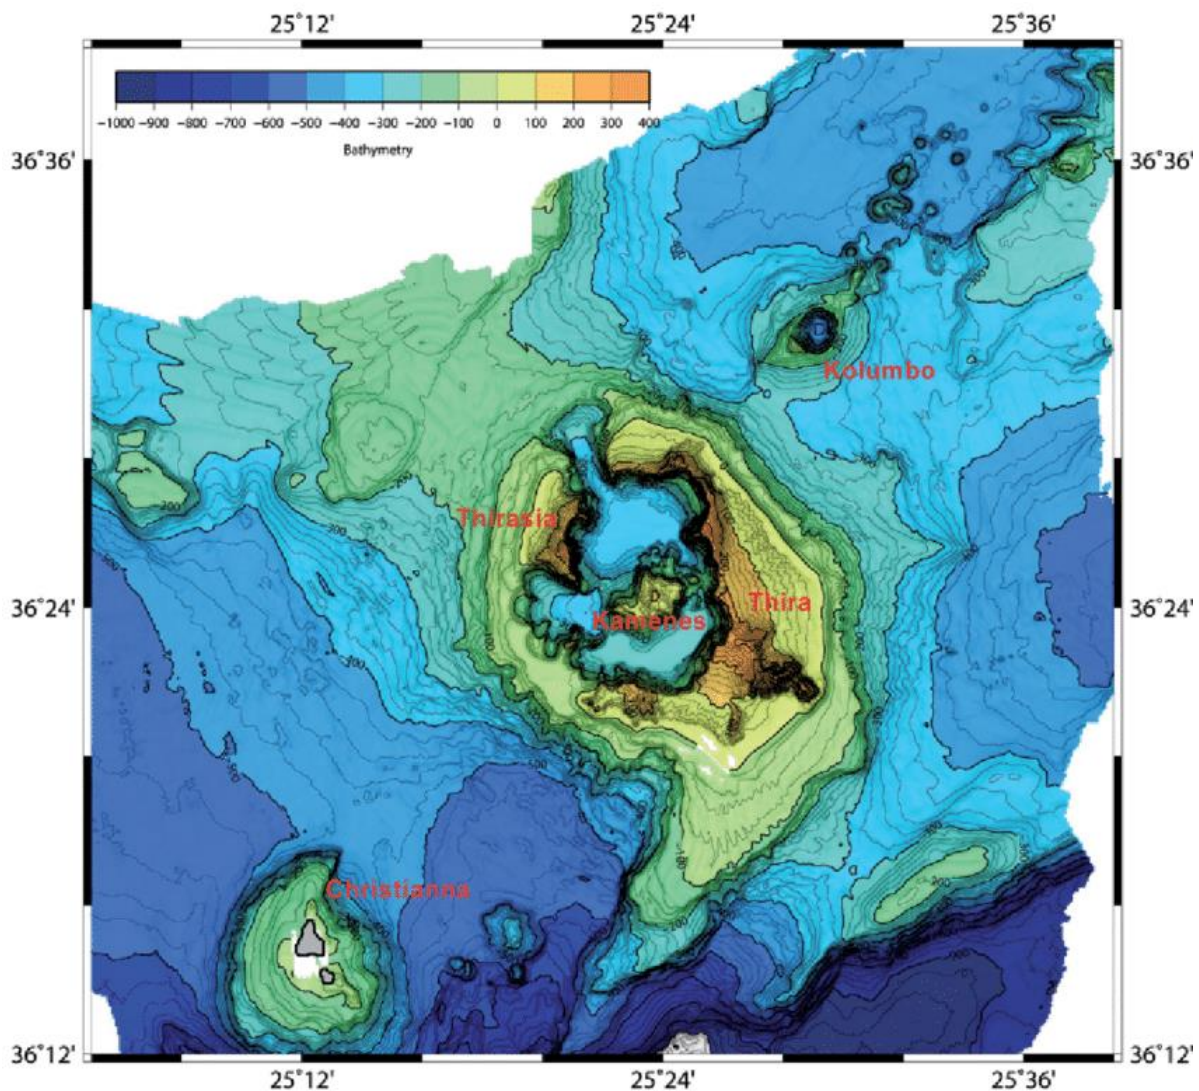 25°12' 25°24' 25°36'
-1000 -900 -800 -700 -600 -500 -400 -300 -200 -100 0 100 200 300 400
Bathymetry
36°36' 36°36'
Kolumbo
Thirasia
36°24' Kamenes Thira 36°24'
Christianna
36°12' 36°12'
25°12' 25°24' 25°36'